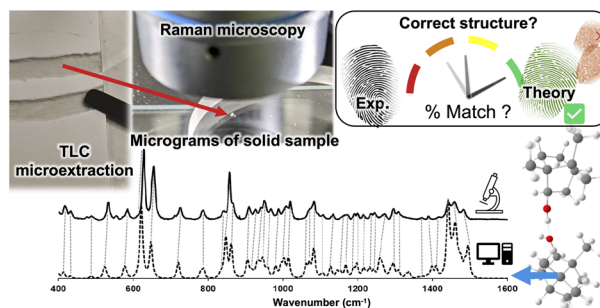 Raman microscopy
TLC
microextraction
Micrograms of solid sample
Correct structure?
Exp.
% Match ?
Theory
400
600
800
1000
1200
1400
1600
Wavenumber (cm⁻¹)